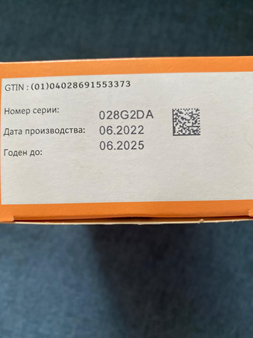 GTIN : (01)04028691553373
Номер серии: 028G2DA
Дата производства: 06.2022
Годен до: 06.2025